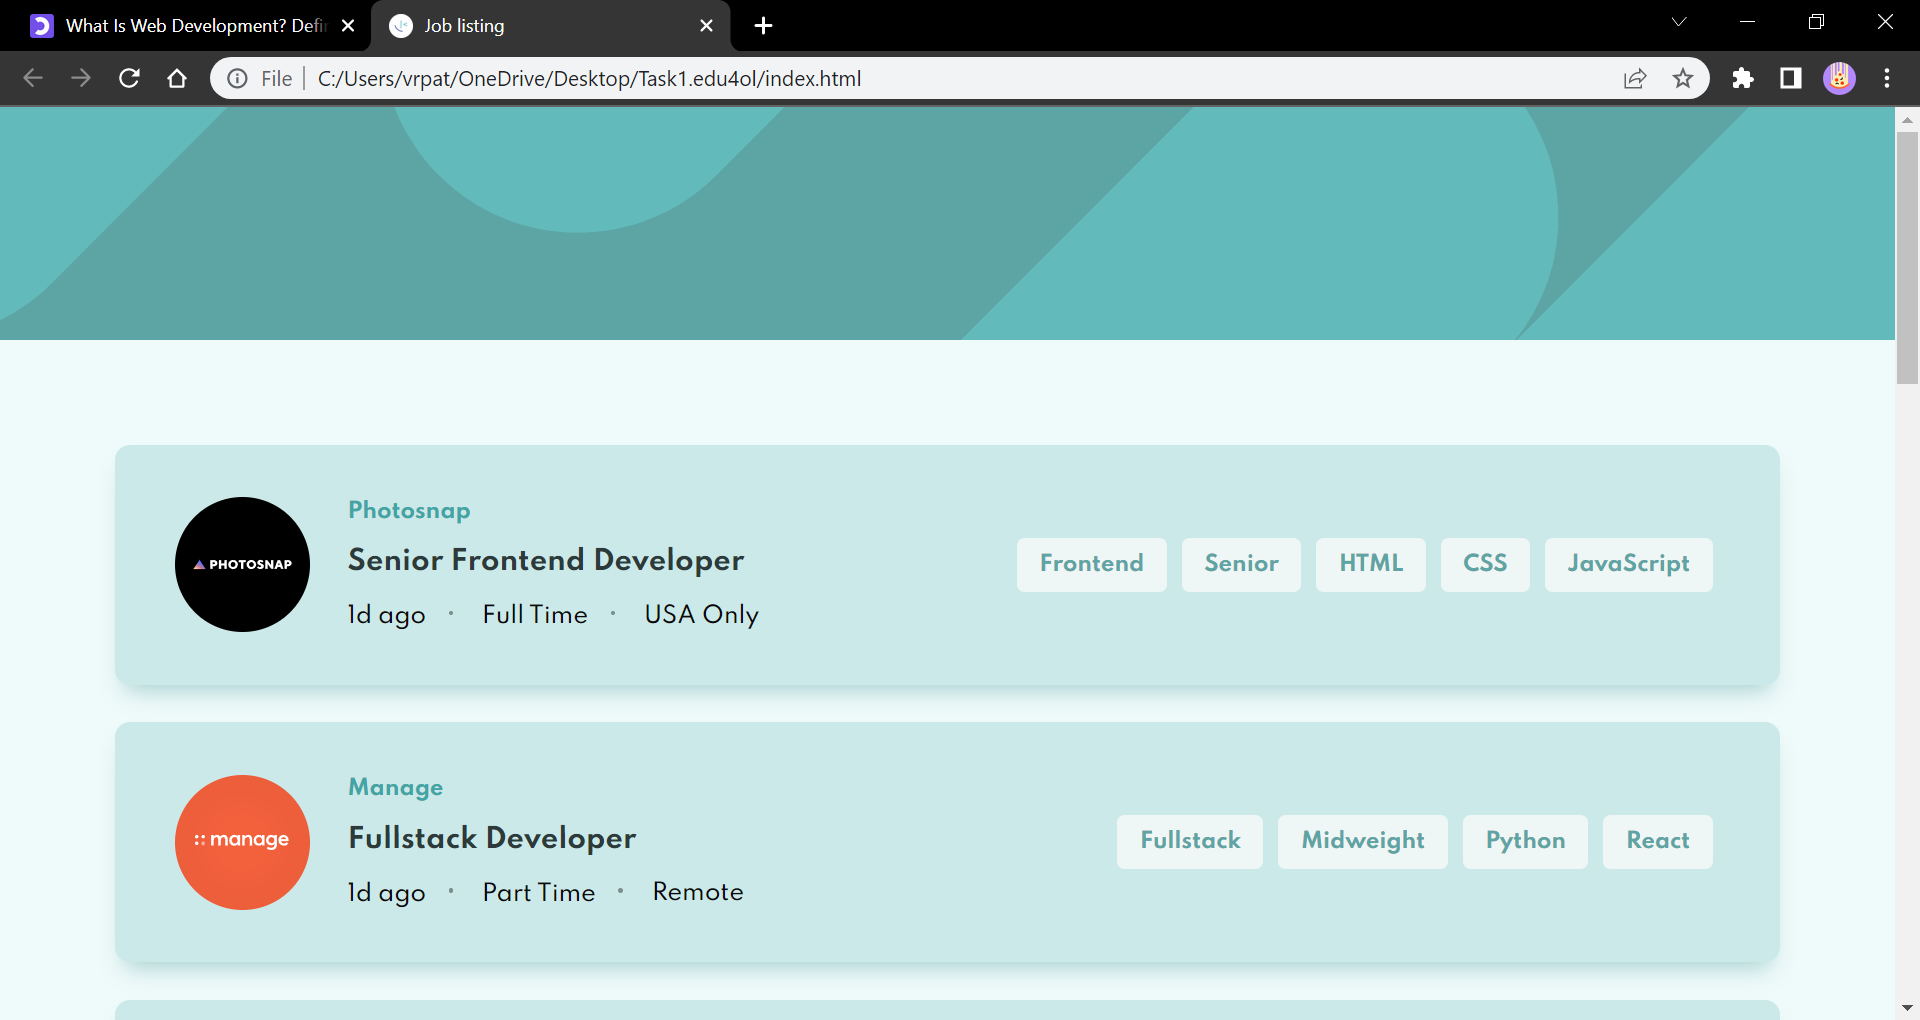 What Is Web Development? Defi
Job listing
File
C:/Users/vrpat/OneDrive/Desktop/Task1.edu4ol/index.html
PHOTOSNAP
Photosnap
Senior Frontend Developer
1d ago · Full Time · USA Only
Frontend Senior HTML CSS JavaScript
manage
Manage
Fullstack Developer
1d ago · Part Time · Remote
Fullstack Midweight Python React